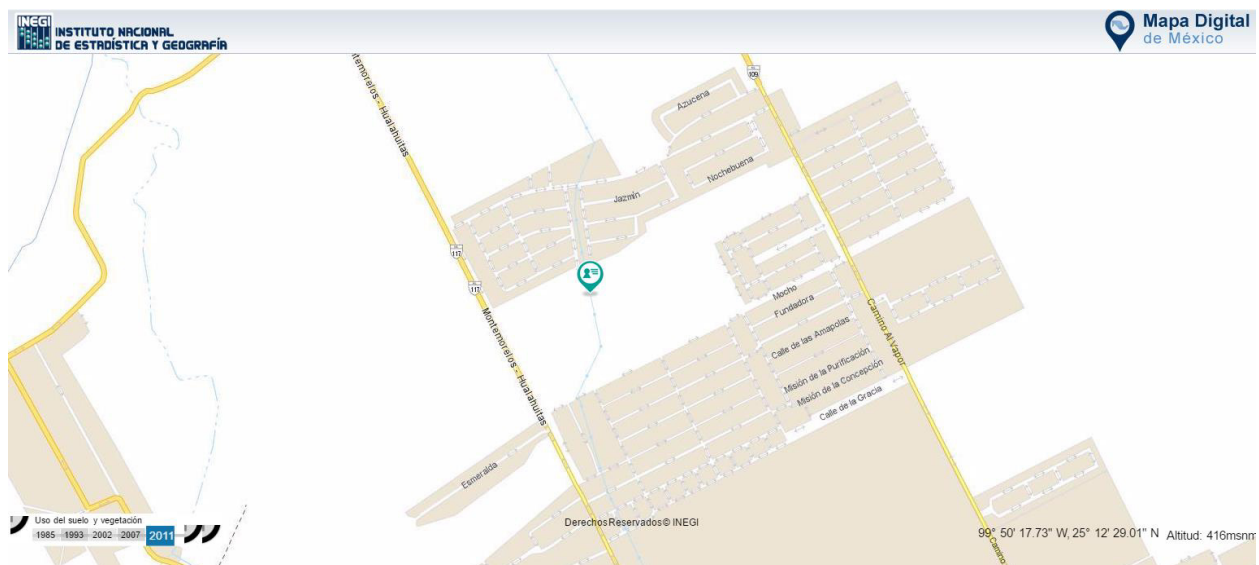 INEGI
INSTITUTO NACIONAL
DE ESTADÍSTICA Y GEOGRAFÍA
Mapa Digital
de México
Montemorelos - Hualahuitas
109
Azucena
Nochebuena
Jazmín
117
117
Mocho
Fundadora
Calle de las Amapolas
Misión de la Purificación
Misión de la Concepción
Calle de la Gracia
Camino Al Vapor
Montemorelos - Hualahuitas
Esmeralda
Uso del suelo y vegetación
1985 1993 2002 2007 2011
Derechos Reservados© INEGI
99° 50' 17.73" W, 25° 12' 29.01" N Altitud: 416msnm
Camino